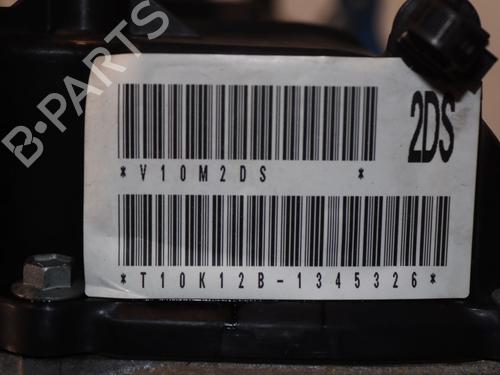 B-PARTS
2DS
* V10M2DS *
*T10K12B-1345326*